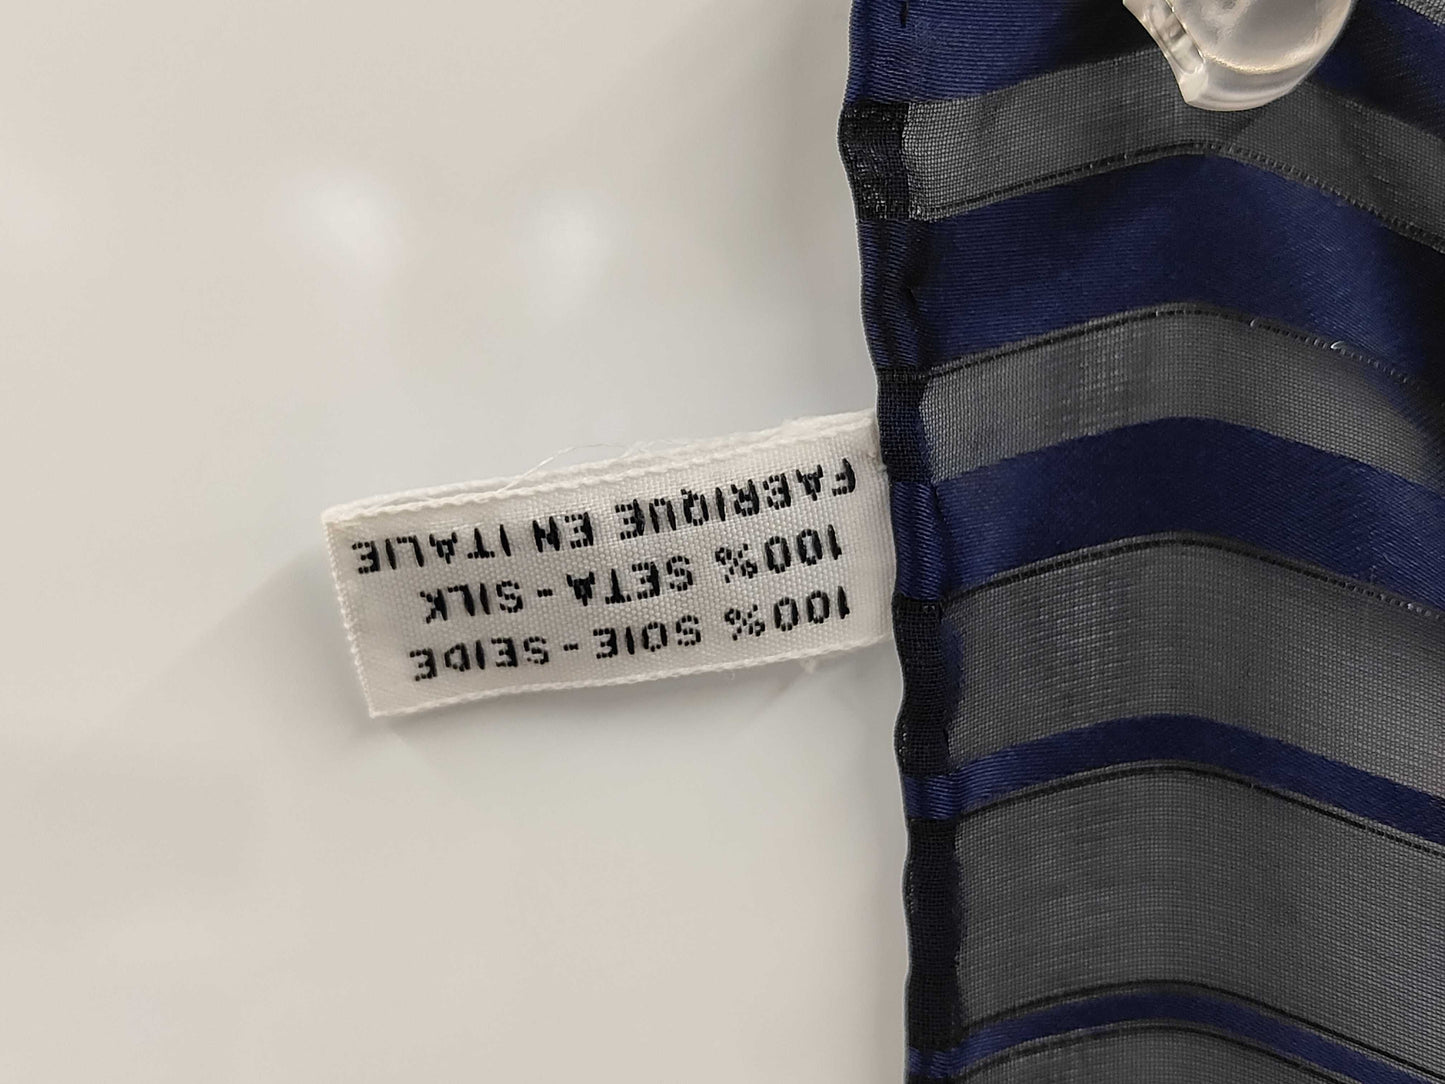 100% SOIE - SEIDE
100% SETA - SILK
FABRIQUE EN ITALIE